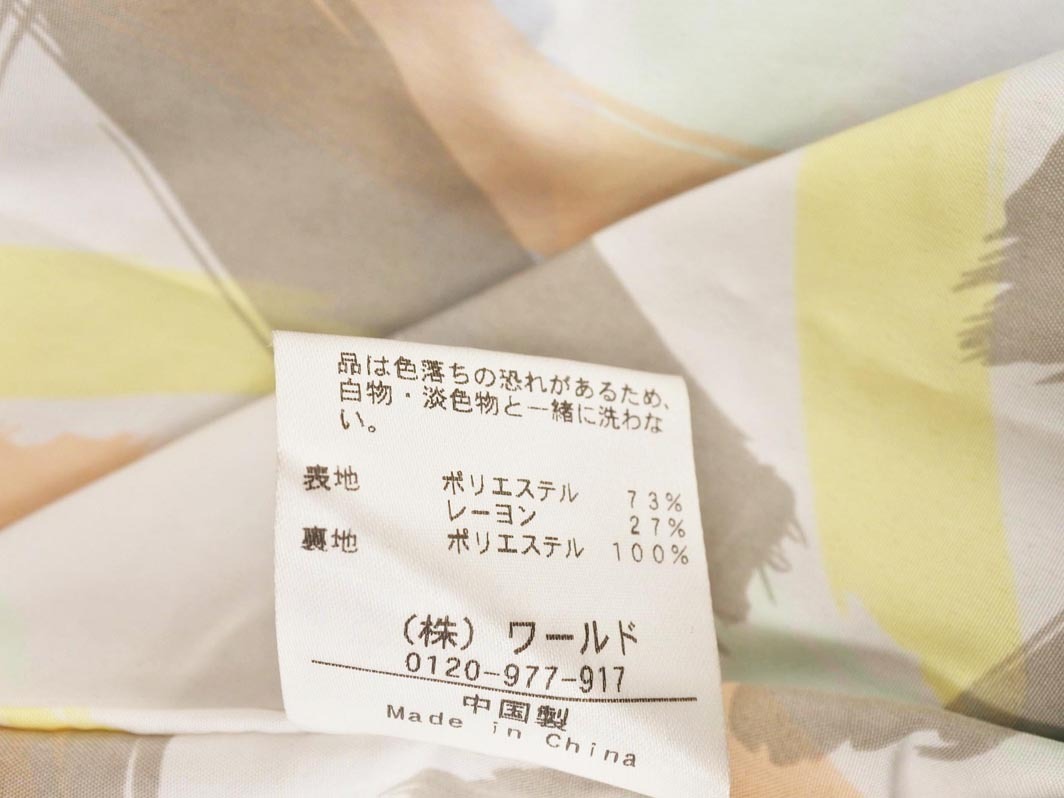 品は色落ちの恐れがあるため、
白物・淡色物と一緒に洗わな
い。
表地 ポリエステル 73%
レーヨン 27%
裏地 ポリエステル 100%
(株) ワールド
0120-977-917
中国製
Made in China